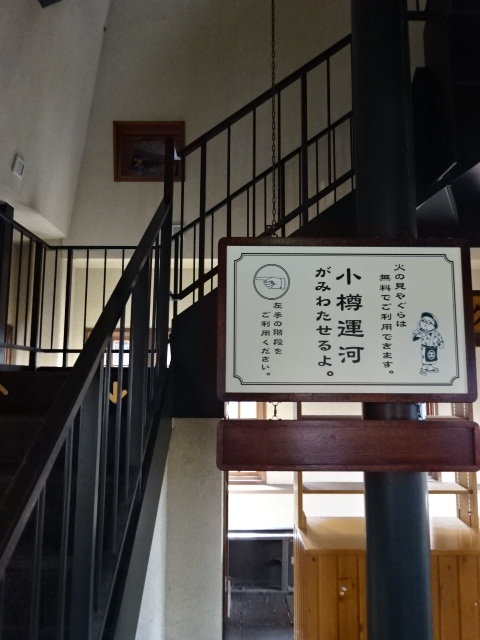 火の見やぐらは
無料でご利用できます。
小樽運河
がみわたせるよ。
左手の階段を
ご利用ください。